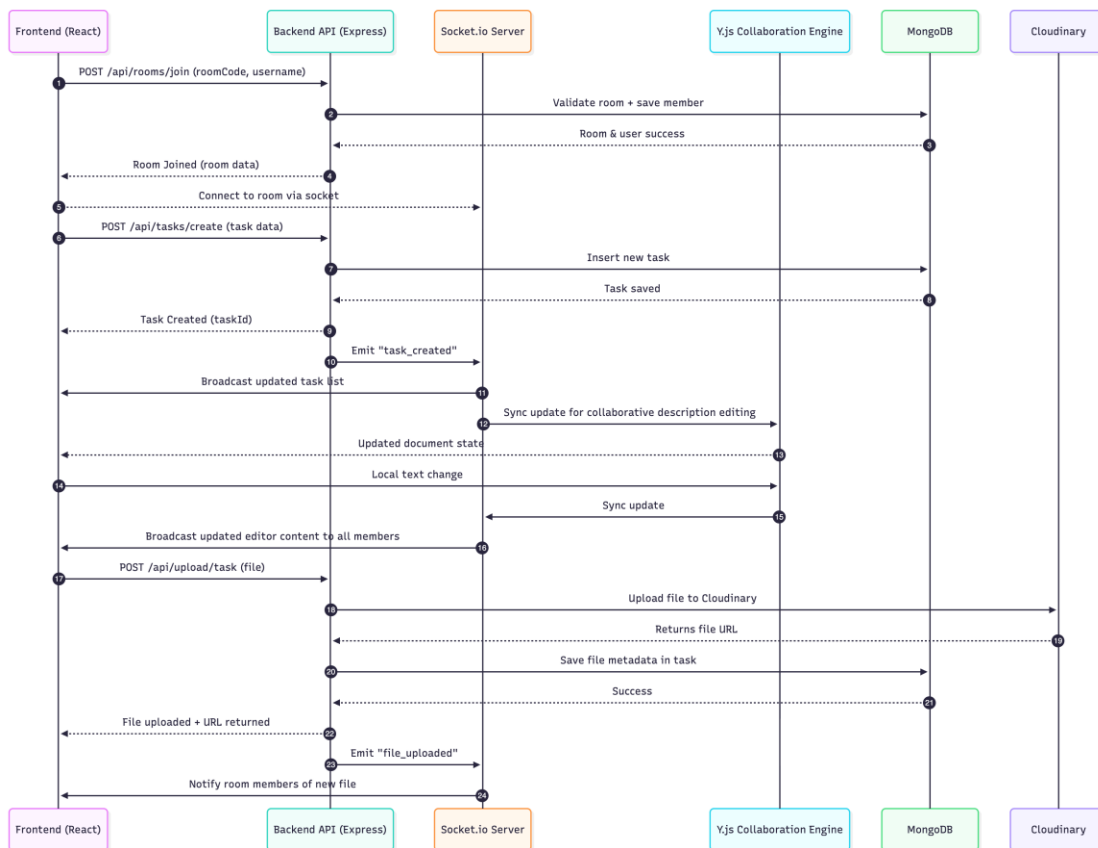 Frontend (React)
Backend API (Express)
Socket.io Server
Y.js Collaboration Engine
MongoDB
Cloudinary
1 POST /api/rooms/join (roomCode, username)
2 Validate room + save member
Room & user success 3
Room Joined (room data) 4
5 Connect to room via socket
6 POST /api/tasks/create (task data)
7 Insert new task
Task saved 8
Task Created (taskId) 9
10 Emit "task_created"
Broadcast updated task list 11
12 Sync update for collaborative description editing
Updated document state 13
14 Local text change
Sync update 15
Broadcast updated editor content to all members 16
17 POST /api/upload/task (file)
18 Upload file to Cloudinary
Returns file URL 19
20 Save file metadata in task
Success 21
File uploaded + URL returned 22
23 Emit "file_uploaded"
Notify room members of new file 24
Frontend (React)
Backend API (Express)
Socket.io Server
Y.js Collaboration Engine
MongoDB
Cloudinary